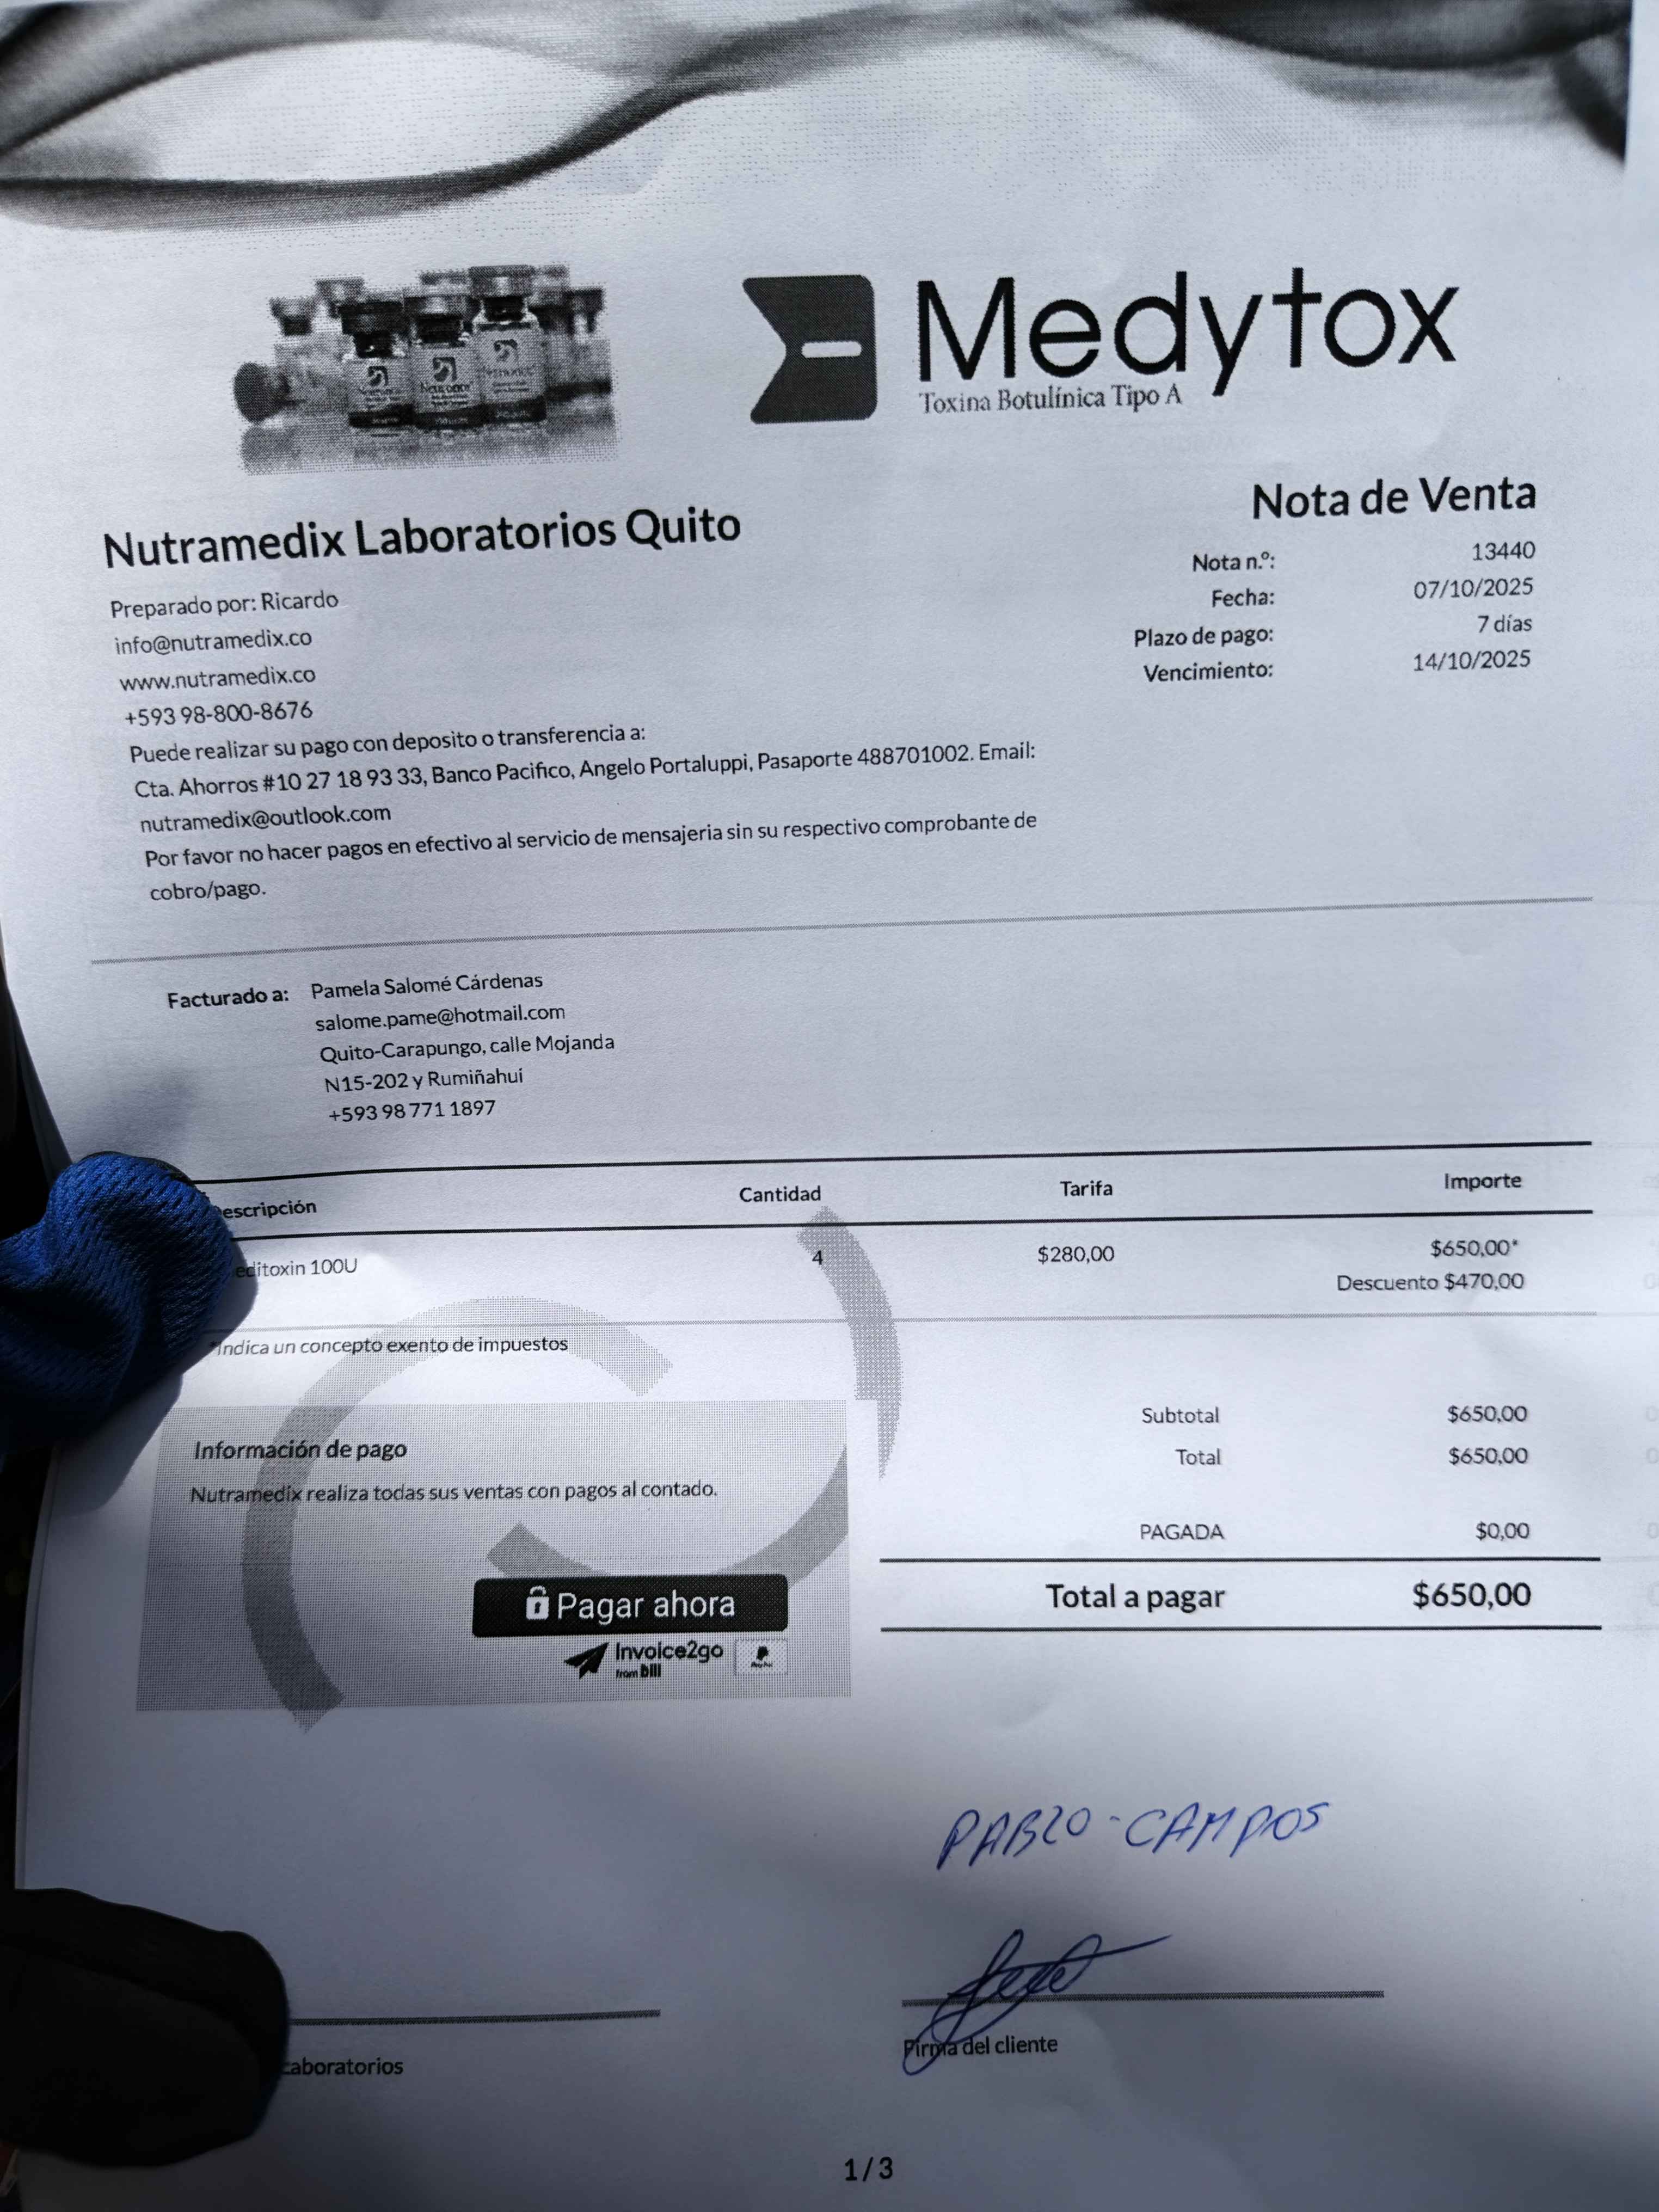 Medytox
Toxina Botulínica Tipo A
Nutramedix Laboratorios Quito
Preparado por: Ricardo
info@nutramedix.co
www.nutramedix.co
+593 98-800-8676
Puede realizar su pago con deposito o transferencia a:
Cta. Ahorros #10 27 18 93 33, Banco Pacifico, Angelo Portaluppi, Pasaporte 488701002. Email:
nutramedix@outlook.com
Por favor no hacer pagos en efectivo al servicio de mensajeria sin su respectivo comprobante de
cobro/pago.
Nota de Venta
Nota n.º: 13440
Fecha: 07/10/2025
Plazo de pago: 7 días
Vencimiento: 14/10/2025
Facturado a: Pamela Salomé Cárdenas
salome.pame@hotmail.com
Quito-Carapungo, calle Mojanda
N15-202 y Rumiñahui
+593 98 771 1897
escripción Cantidad Tarifa Importe
editoxin 100U 4 $280,00 $650,00*
Descuento $470,00
*Indica un concepto exento de impuestos
Subtotal $650,00
Total $650,00
PAGADA $0,00
Total a pagar $650,00
Información de pago
Nutramedix realiza todas sus ventas con pagos al contado.
Pagar ahora
Invoice2go
from bill
PayPal
PABLO-CAMPOS
Laboratorios
Firma del cliente
1/3